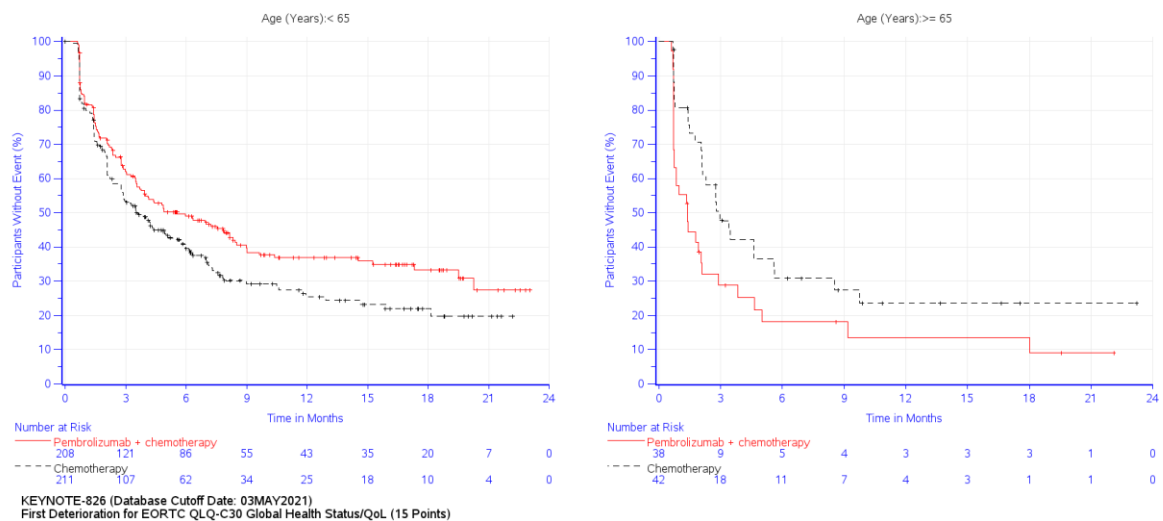 Age (Years):< 65
Participants Without Event (%)
100
90
80
70
60
50
40
30
20
10
0
0 3 6 9 12 15 18 21 24
Time in Months
Number at Risk
Pembrolizumab + chemotherapy
208 121 86 55 43 35 20 7 0
Chemotherapy
211 107 62 34 25 18 10 4 0
Age (Years):>= 65
Participants Without Event (%)
100
90
80
70
60
50
40
30
20
10
0
0 3 6 9 12 15 18 21 24
Time in Months
Number at Risk
Pembrolizumab + chemotherapy
38 9 5 4 3 3 3 1 0
Chemotherapy
42 18 11 7 4 3 1 1 0
KEYNOTE-826 (Database Cutoff Date: 03MAY2021)
First Deterioration for EORTC QLQ-C30 Global Health Status/QoL (15 Points)